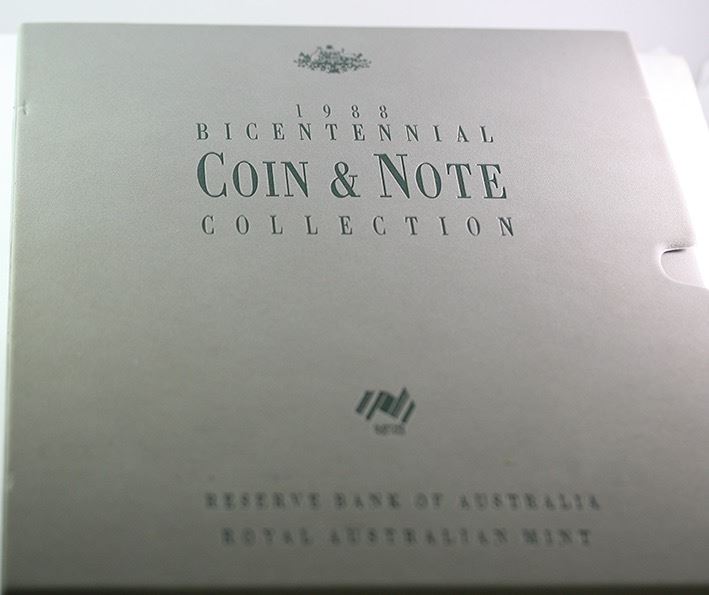 1988
BICENTENNIAL
COIN & NOTE
COLLECTION
RESERVE BANK OF AUSTRALIA
ROYAL AUSTRALIAN MINT